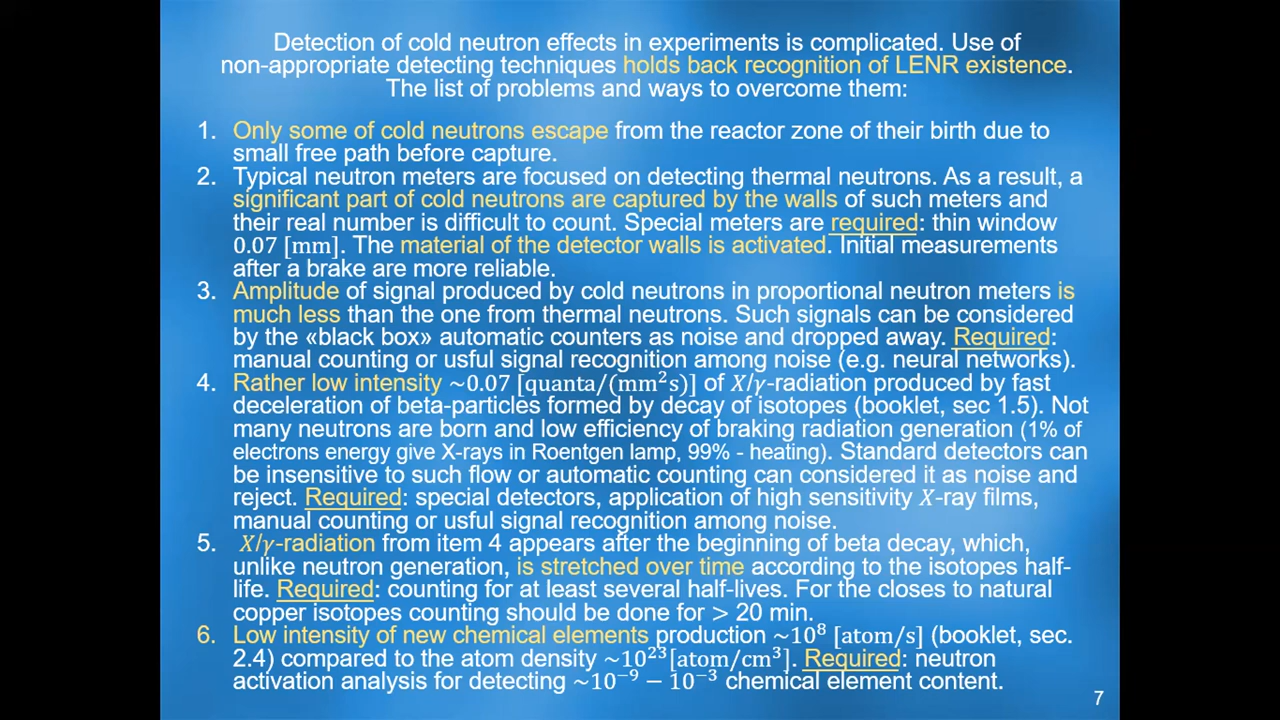 Detection of cold neutron effects in experiments is complicated. Use of
non-appropriate detecting techniques holds back recognition of LENR existence.
The list of problems and ways to overcome them:
1. Only some of cold neutrons escape from the reactor zone of their birth due to
small free path before capture.
2. Typical neutron meters are focused on detecting thermal neutrons. As a result, a
significant part of cold neutrons are captured by the walls of such meters and
their real number is difficult to count. Special meters are required: thin window
0.07 [mm]. The material of the detector walls is activated. Initial measurements
after a brake are more reliable.
3. Amplitude of signal produced by cold neutrons in proportional neutron meters is
much less than the one from thermal neutrons. Such signals can be considered
by the «black box» automatic counters as noise and dropped away. Required:
manual counting or usful signal recognition among noise (e.g. neural networks).
4. Rather low intensity ~0.07 [quanta/(mm²s)] of X/γ-radiation produced by fast
deceleration of beta-particles formed by decay of isotopes (booklet, sec 1.5). Not
many neutrons are born and low efficiency of braking radiation generation (1% of
electrons energy give X-rays in Roentgen lamp, 99% - heating). Standard detectors can
be insensitive to such flow or automatic counting can considered it as noise and
reject. Required: special detectors, application of high sensitivity X-ray films,
manual counting or usful signal recognition among noise.
5. X/γ-radiation from item 4 appears after the beginning of beta decay, which,
unlike neutron generation, is stretched over time according to the isotopes half-
life. Required: counting for at least several half-lives. For the closes to natural
copper isotopes counting should be done for > 20 min.
6. Low intensity of new chemical elements production ~10⁸ [atom/s] (booklet, sec.
2.4) compared to the atom density ~10²³[atom/cm³]. Required: neutron
activation analysis for detecting ~10⁻⁹ − 10⁻³ chemical element content.
7